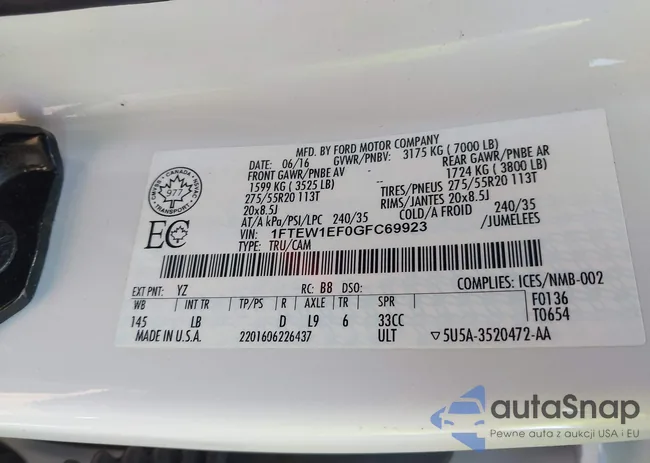 MFD. BY FORD MOTOR COMPANY
DATE: 06/16 GVWR/PNBV: 3175 KG ( 7000 LB)
FRONT GAWR/PNBE AV REAR GAWR/PNBE AR
1599 KG ( 3525 LB) 1724 KG ( 3800 LB)
275/55R20 113T TIRES/PNEUS 275/55R20 113T
20x8.5J RIMS/JANTES 20x8.5J
AT/A kPa/PSI/LPC 240/35 COLD/A FROID 240/35
VIN: 1FTEW1EF0GFC69923 /JUMELEES
TYPE: TRU/CAM
CANADA
977
TRANSPORT
EC
EXT PNT: YZ RC: B8 DSO: COMPLIES: ICES/NMB-002
WB INT TR TP/PS R AXLE TR SPR F0136
145 LB D L9 6 33CC T0654
MADE IN U.S.A. 2201606226437 ULT ▽ 5U5A-3520472-AA
autaSnap
Pewne auta z aukcji USA i EU